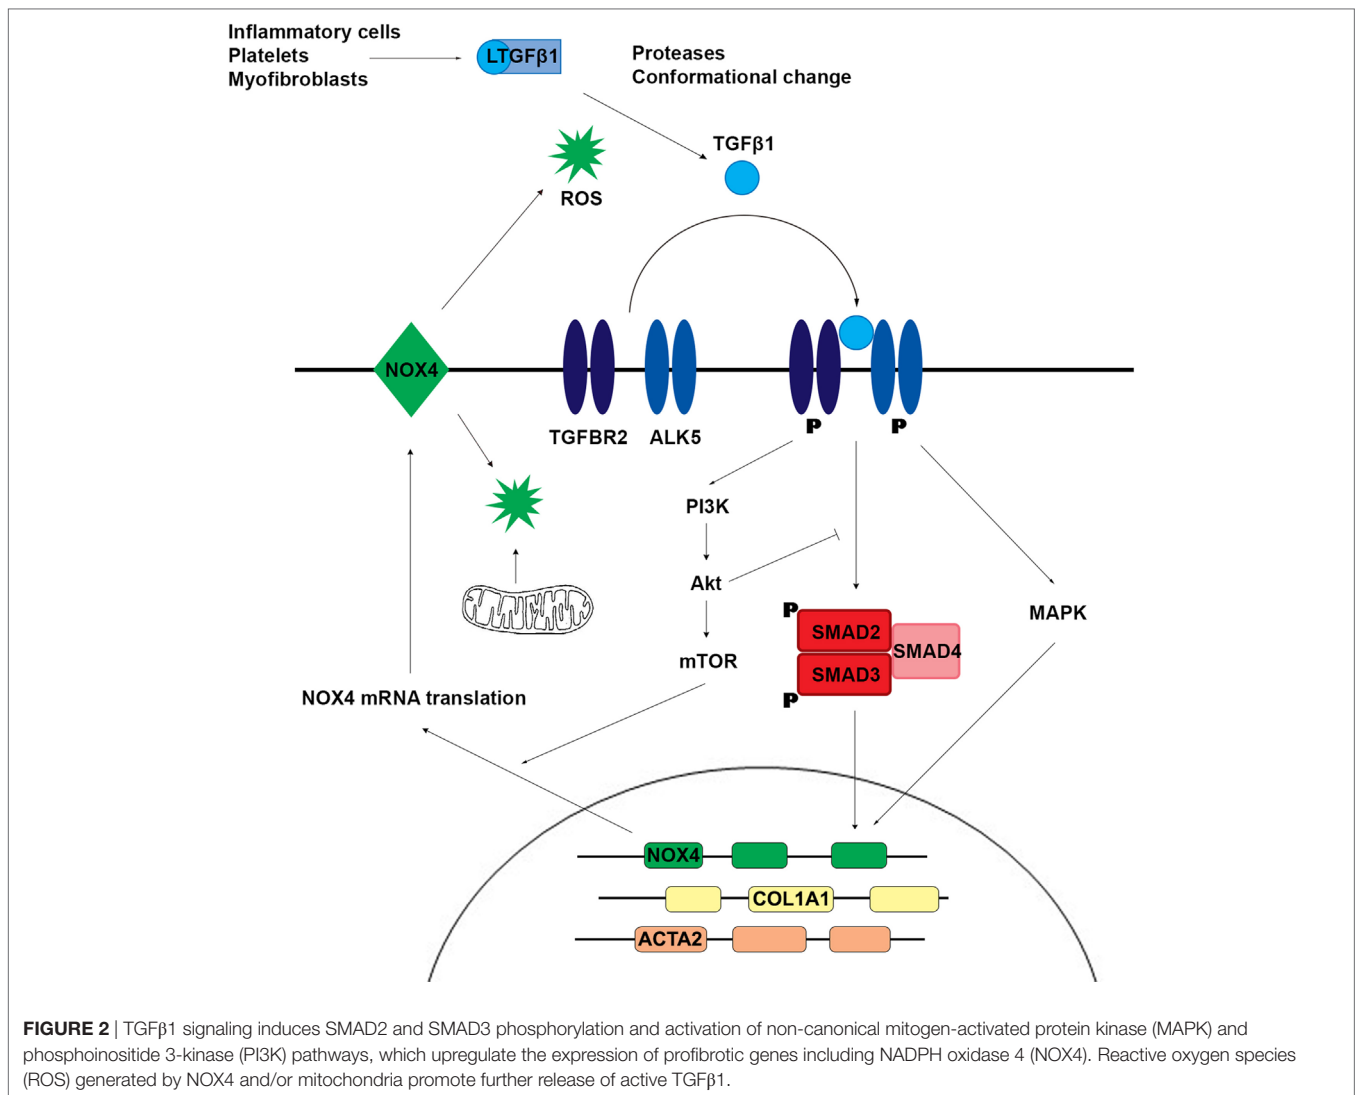 Inflammatory cells
Platelets
Myofibroblasts
LTGFβ1
Proteases
Conformational change
TGFβ1
ROS
NOX4
TGFBR2
ALK5
P
P
PI3K
Akt
mTOR
P
SMAD2
SMAD3
SMAD4
P
MAPK
NOX4 mRNA translation
NOX4
COL1A1
ACTA2
FIGURE 2 | TGFβ1 signaling induces SMAD2 and SMAD3 phosphorylation and activation of non-canonical mitogen-activated protein kinase (MAPK) and
phosphoinositide 3-kinase (PI3K) pathways, which upregulate the expression of profibrotic genes including NADPH oxidase 4 (NOX4). Reactive oxygen species
(ROS) generated by NOX4 and/or mitochondria promote further release of active TGFβ1.